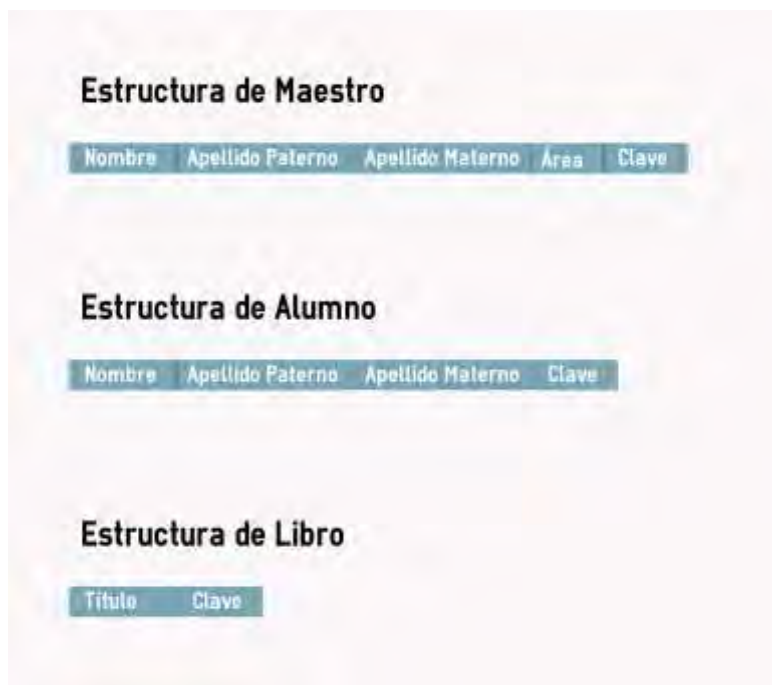 Estructura de Maestro
Nombre Apellido Paterno Apellido Materno Área Clave
Estructura de Alumno
Nombre Apellido Paterno Apellido Materno Clave
Estructura de Libro
Título Clave